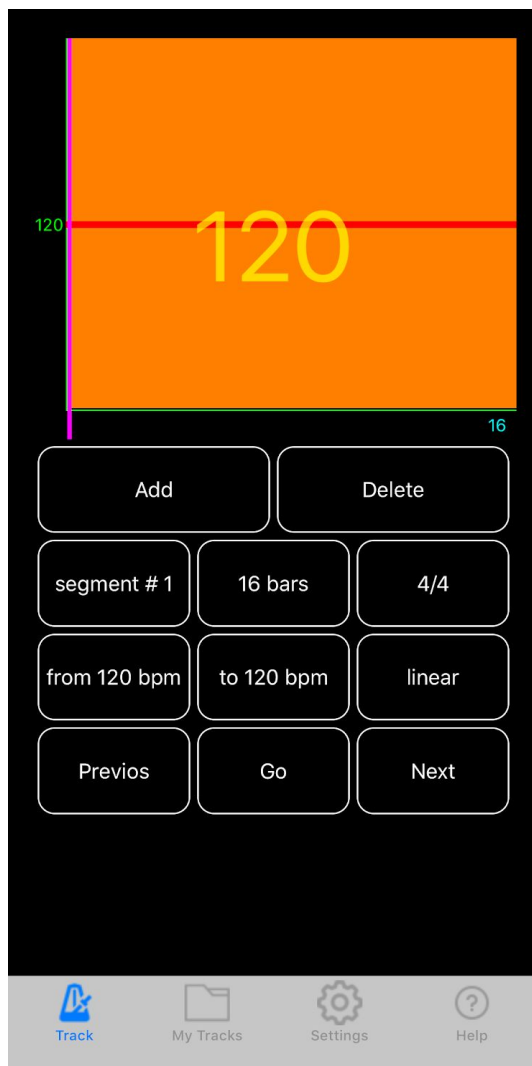 120
120
16
Add
Delete
segment # 1
16 bars
4/4
from 120 bpm
to 120 bpm
linear
Previos
Go
Next
Track
My Tracks
Settings
Help